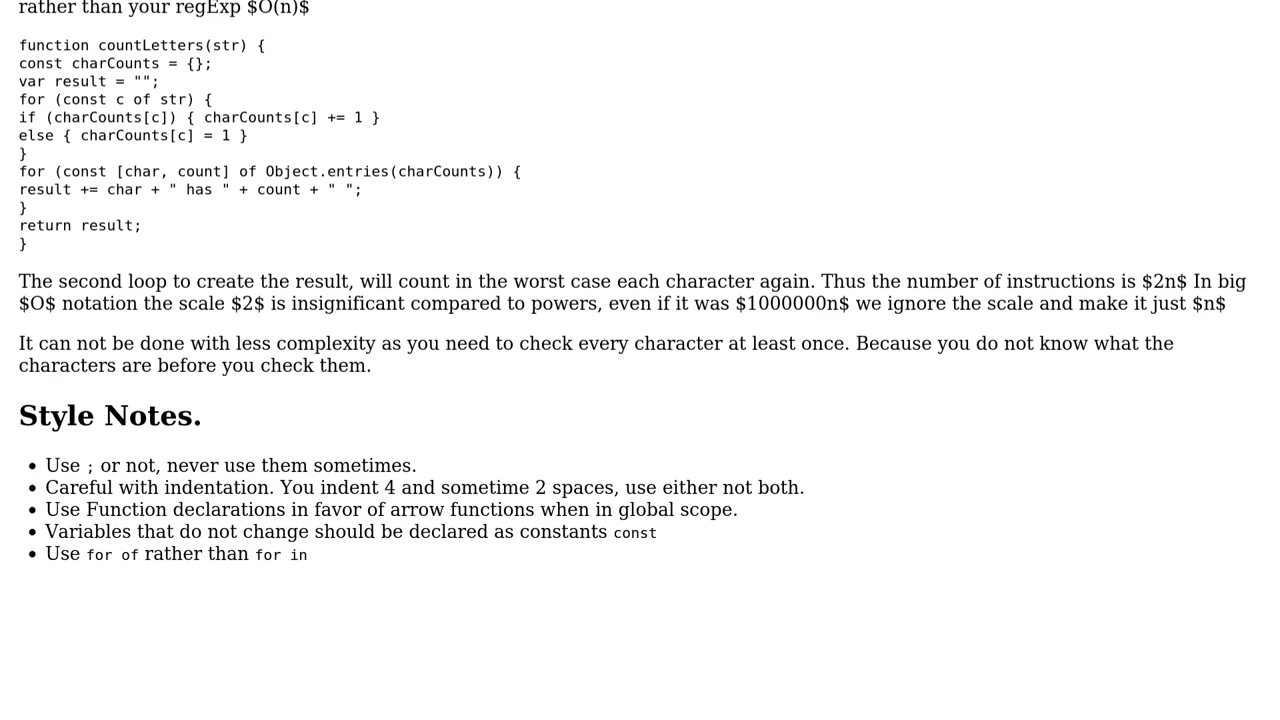 rather than your regExp $O(n)$
function countLetters(str) {
const charCounts = {};
var result = "";
for (const c of str) {
if (charCounts[c]) { charCounts[c] += 1 }
else { charCounts[c] = 1 }
}
for (const [char, count] of Object.entries(charCounts)) {
result += char + " has " + count + " ";
}
return result;
}
The second loop to create the result, will count in the worst case each character again. Thus the number of instructions is $2n$ In big
$O$ notation the scale $2$ is insignificant compared to powers, even if it was $1000000n$ we ignore the scale and make it just $n$
It can not be done with less complexity as you need to check every character at least once. Because you do not know what the
characters are before you check them.
Style Notes.
• Use ; or not, never use them sometimes.
• Careful with indentation. You indent 4 and sometime 2 spaces, use either not both.
• Use Function declarations in favor of arrow functions when in global scope.
• Variables that do not change should be declared as constants const
• Use for of rather than for in